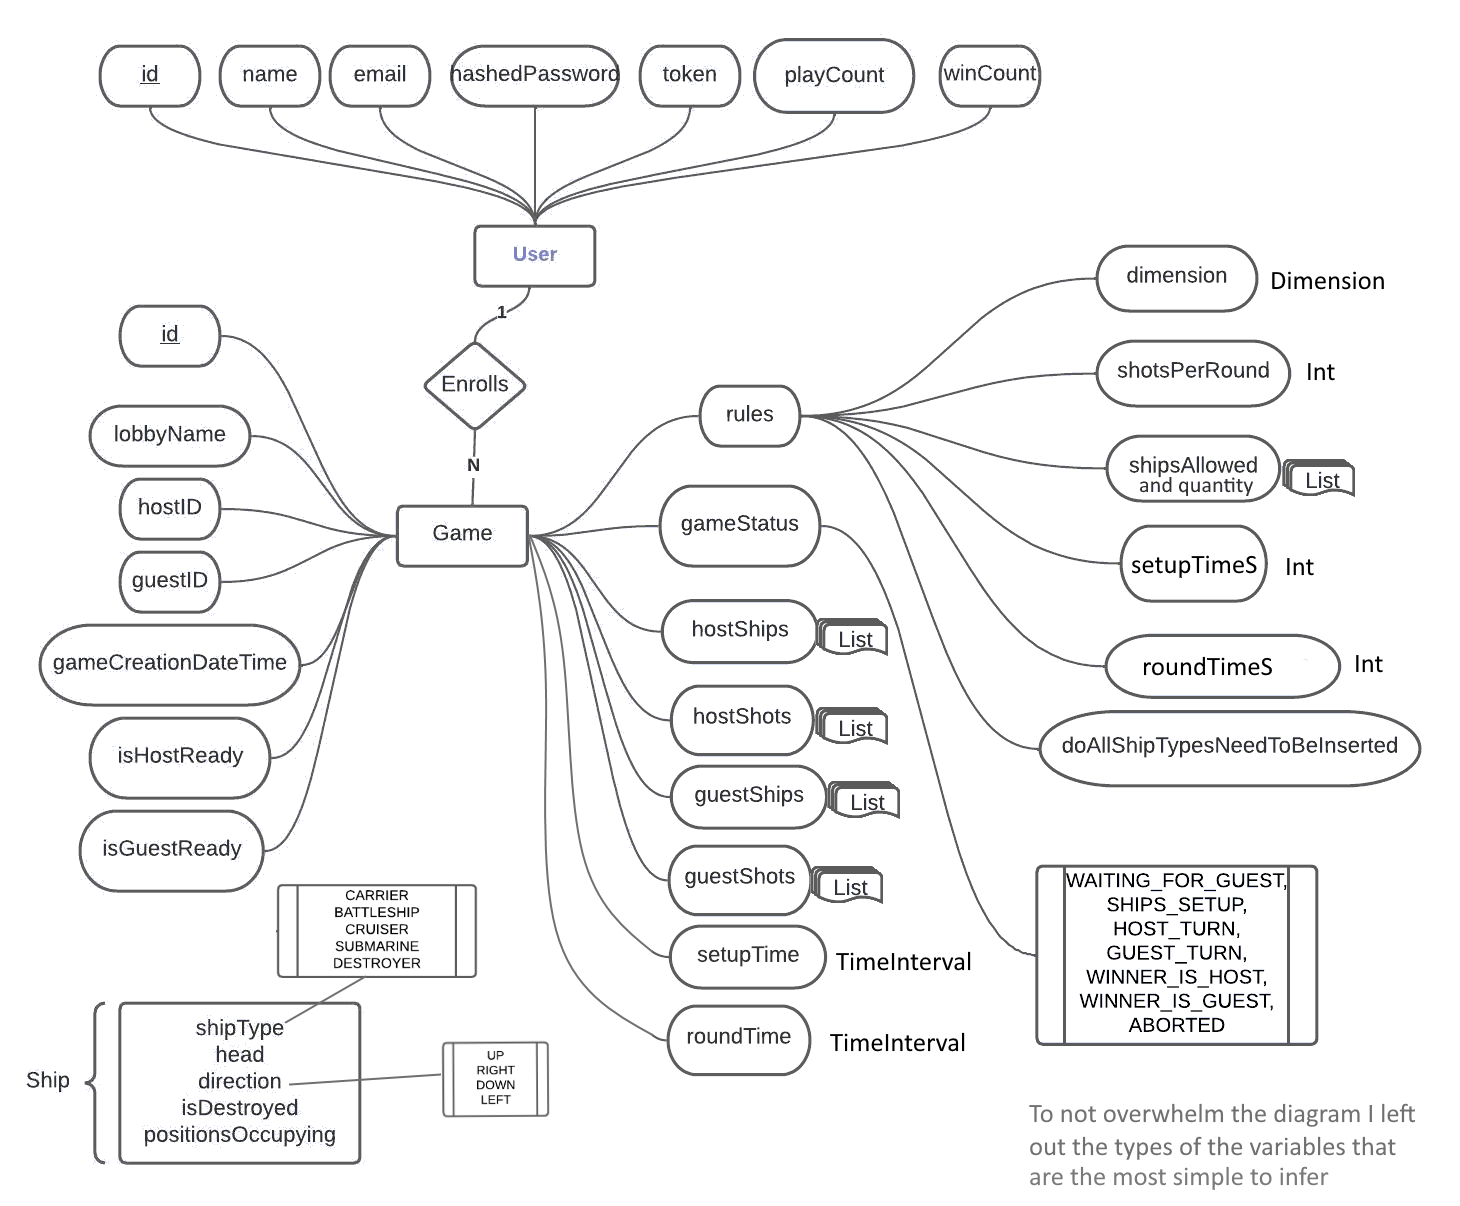 id
name
email
hashedPassword
token
playCount
winCount
User
1
Enrolls
N
Game
id
lobbyName
hostID
guestID
gameCreationDateTime
isHostReady
isGuestReady
rules
gameStatus
hostShips
List
hostShots
List
guestShips
List
guestShots
List
setupTime
TimeInterval
roundTime
TimeInterval
dimension
Dimension
shotsPerRound
Int
shipsAllowed
and quantity
List
setupTimeS
Int
roundTimeS
Int
doAllShipTypesNeedToBeInserted
WAITING_FOR_GUEST,
SHIPS_SETUP,
HOST_TURN,
GUEST_TURN,
WINNER_IS_HOST,
WINNER_IS_GUEST,
ABORTED
CARRIER
BATTLESHIP
CRUISER
SUBMARINE
DESTROYER
Ship
shipType
head
direction
isDestroyed
positionsOccupying
UP
RIGHT
DOWN
LEFT
To not overwhelm the diagram I left
out the types of the variables that
are the most simple to infer